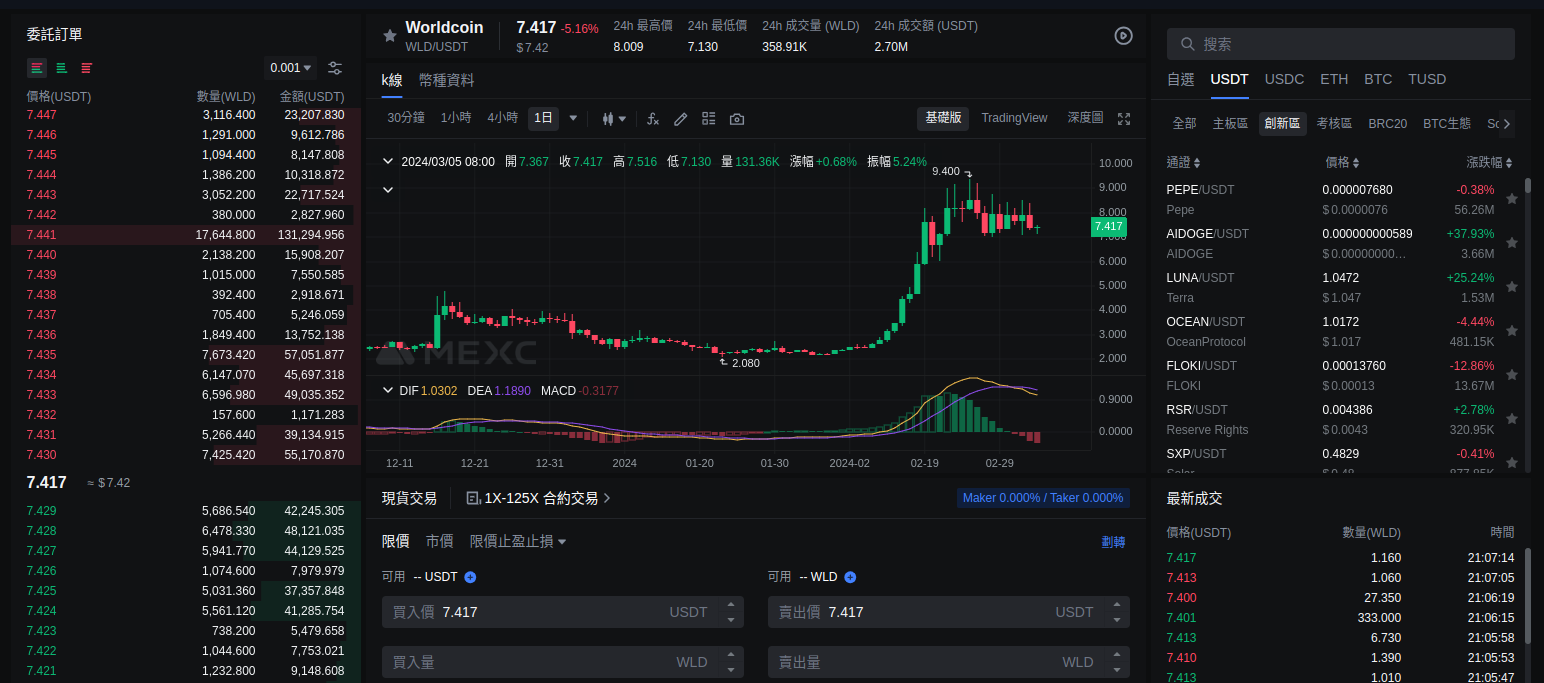 委託訂單
0.001
價格(USDT) 數量(WLD) 金額(USDT)
7.447 3,116.400 23,207.830
7.446 1,291.000 9,612.786
7.445 1,094.400 8,147.808
7.444 1,386.200 10,318.872
7.443 3,052.200 22,717.524
7.442 380.000 2,827.960
7.441 17,644.800 131,294.956
7.440 2,138.200 15,908.207
7.439 1,015.000 7,550.585
7.438 392.400 2,918.671
7.437 705.400 5,246.059
7.436 1,849.400 13,752.138
7.435 7,673.420 57,051.877
7.434 6,147.070 45,697.318
7.433 6,596.980 49,035.352
7.432 157.600 1,171.283
7.431 5,266.440 39,134.915
7.430 7,425.420 55,170.870
7.417 ≈ $7.42
7.429 5,686.540 42,245.305
7.428 6,478.330 48,121.035
7.427 5,941.770 44,129.525
7.426 1,074.600 7,979.979
7.425 5,031.360 37,357.848
7.424 5,561.120 41,285.754
7.423 738.200 5,479.658
7.422 1,044.600 7,753.021
7.421 1,232.800 9,148.608
Worldcoin 7.417 -5.16% 24h 最高價 24h 最低價 24h 成交量 (WLD) 24h 成交額 (USDT)
WLD/USDT $7.42 8.009 7.130 358.91K 2.70M
k線 幣種資料
30分鐘 1小時 4小時 1日 基礎版 TradingView 深度圖
2024/03/05 08:00 開7.367 收7.417 高7.516 低7.130 量131.36K 漲幅+0.68% 振幅5.24%
10.000
9.400
9.000
8.000
7.417
7.000
6.000
5.000
4.000
3.000
MEXC
2.080
2.000
DIF1.0302 DEA1.1890 MACD-0.3177
0.9000
0.0000
12-11 12-21 12-31 2024 01-20 01-30 2024-02 02-19 02-29
現貨交易 1X-125X 合約交易 Maker 0.000% / Taker 0.000%
限價 市價 限價止盈止損 劃轉
可用 -- USDT 可用 -- WLD
買入價 7.417 USDT 賣出價 7.417 USDT
買入量 WLD 賣出量 WLD
搜索
自選 USDT USDC ETH BTC TUSD
全部 主板區 創新區 考核區 BRC20 BTC生態
通證 價格 漲跌幅
PEPE/USDT 0.000007680 -0.38%
Pepe $0.0000076 56.26M
AIDOGE/USDT 0.000000000589 +37.93%
AIDOGE $0.00000000... 3.66M
LUNA/USDT 1.0472 +25.24%
Terra $1.047 1.53M
OCEAN/USDT 1.0172 -4.44%
OceanProtocol $1.017 481.15K
FLOKI/USDT 0.00013760 -12.86%
FLOKI $0.00013 13.67M
RSR/USDT 0.004386 +2.78%
Reserve Rights $0.0043 320.95K
SXP/USDT 0.4829 -0.41%
Solar $0.48 877.85K
最新成交
價格(USDT) 數量(WLD) 時間
7.417 1.160 21:07:14
7.413 1.060 21:07:05
7.400 27.350 21:06:19
7.401 333.000 21:06:15
7.413 6.730 21:05:58
7.410 1.390 21:05:53
7.413 1.010 21:05:47